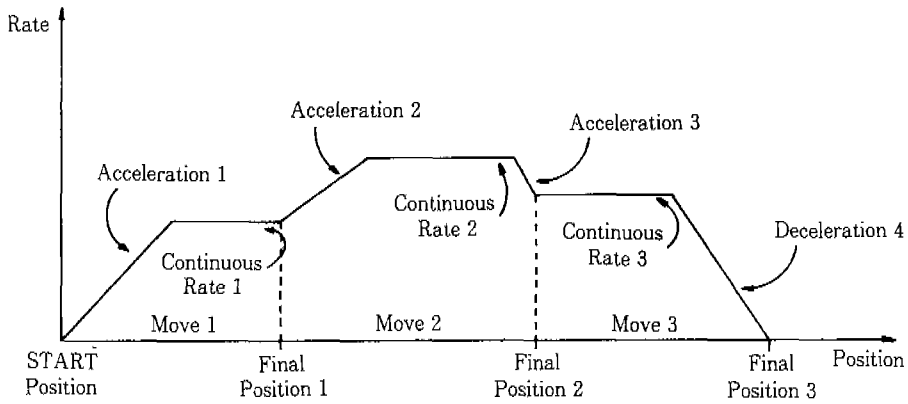 Rate
Acceleration 1
Acceleration 2
Acceleration 3
Continuous
Rate 1
Continuous
Rate 2
Continuous
Rate 3
Deceleration 4
Move 1
Move 2
Move 3
START
Position
Final
Position 1
Final
Position 2
Final
Position 3
Position